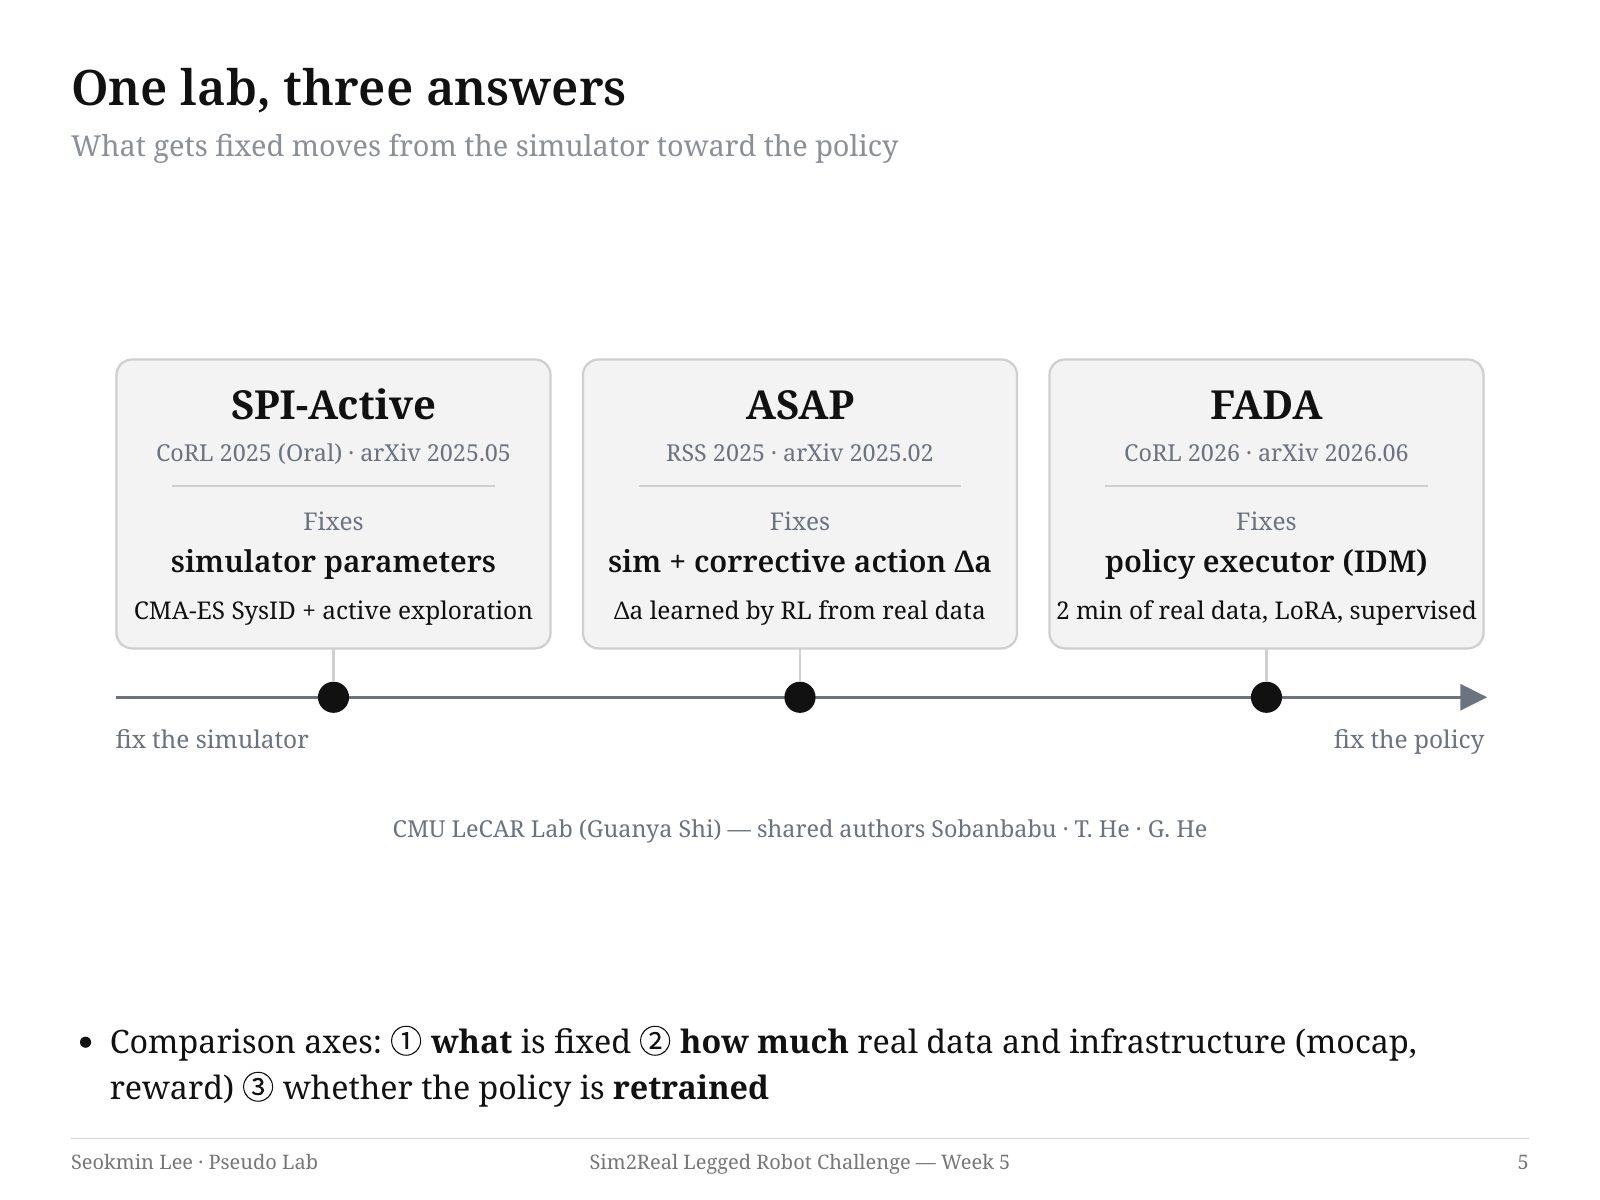 One lab, three answers
What gets fixed moves from the simulator toward the policy
SPI-Active
CoRL 2025 (Oral) · arXiv 2025.05
Fixes
simulator parameters
CMA-ES SysID + active exploration
ASAP
RSS 2025 · arXiv 2025.02
Fixes
sim + corrective action Δa
Δa learned by RL from real data
FADA
CoRL 2026 · arXiv 2026.06
Fixes
policy executor (IDM)
2 min of real data, LoRA, supervised
fix the simulator
fix the policy
CMU LeCAR Lab (Guanya Shi) — shared authors Sobanbabu · T. He · G. He
• Comparison axes: ① what is fixed ② how much real data and infrastructure (mocap,
reward) ③ whether the policy is retrained
Seokmin Lee · Pseudo Lab
Sim2Real Legged Robot Challenge — Week 5
5